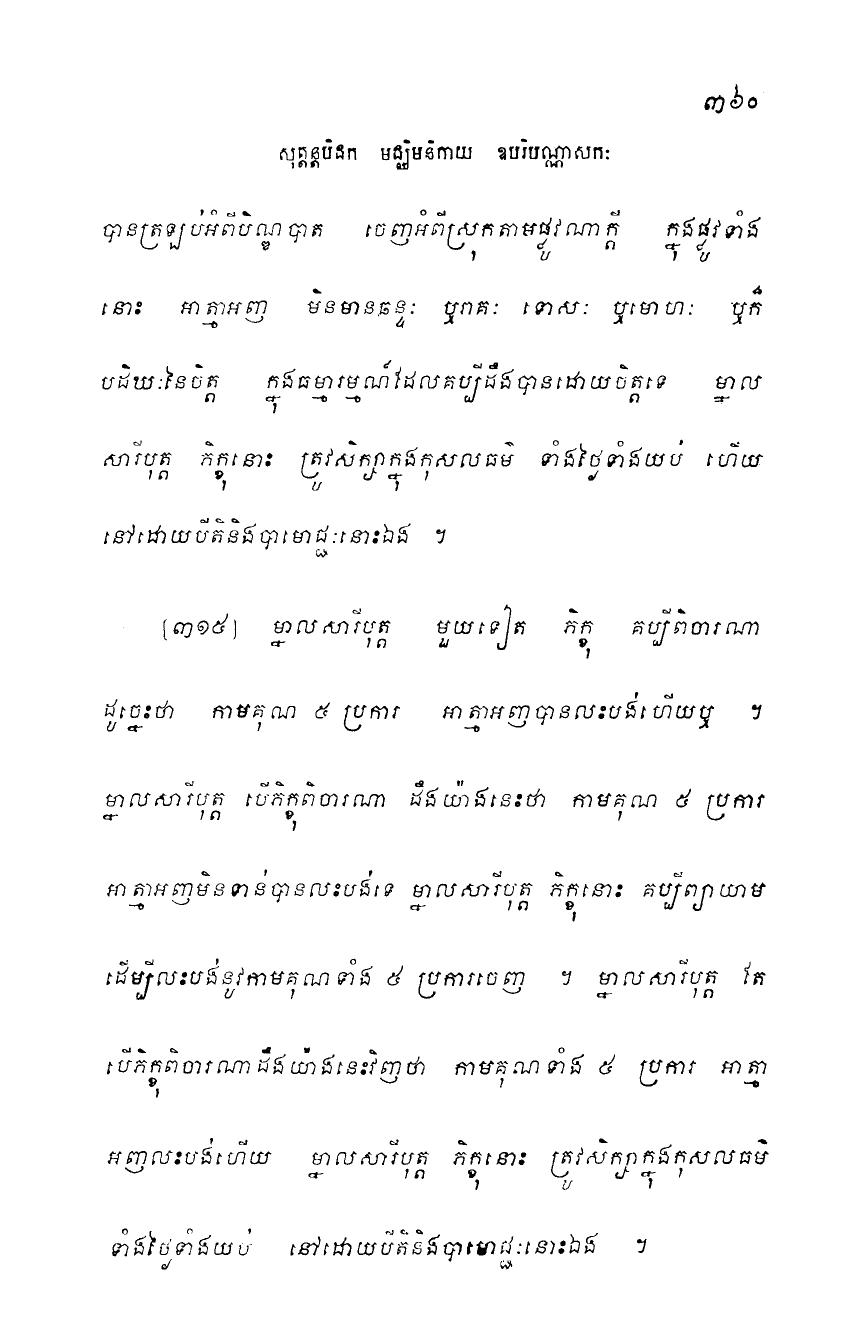 ៣៦០
សុត្តន្តបិដក មជ្ឈិមនិកាយ ឧបរិបណ្ណាសកៈ
បានត្រឡប់អំពីបិណ្ឌបាត ចេញអំពីស្រុកតាមផ្លូវណាក្តី ក្នុងផ្លូវទាំង
នោះ អាត្មាអញ មិនមានឆន្ទៈ ឬរាគៈ ទោសៈ ឬមោហៈ ឬក៏
បដិឃៈនៃចិត្ត ក្នុងធម្មារម្មណ៍ដែលគប្បីដឹងបានដោយចិត្តទេ ម្នាល
សារីបុត្ត ភិក្ខុនោះ ត្រូវសិក្សាក្នុងកុសលធម៌ ទាំងថ្ងៃទាំងយប់ ហើយ
នៅដោយបីតិនិងបាមោជ្ជៈនោះឯង ។
[៣១៥] ម្នាលសារីបុត្ត មួយទៀត ភិក្ខុ គប្បីពិចារណា
ដូច្នេះថា កាមគុណ ៥ ប្រការ អាត្មាអញបានលះបង់ហើយឬ ។
ម្នាលសារីបុត្ត បើភិក្ខុពិចារណា ដឹងយ៉ាងនេះថា កាមគុណ ៥ ប្រការ
អាត្មាអញមិនទាន់បានលះបង់ទេ ម្នាលសារីបុត្ត ភិក្ខុនោះ គប្បីព្យាយាម
ដើម្បីលះបង់នូវកាមគុណទាំង ៥ ប្រការចេញ ។ ម្នាលសារីបុត្ត តែ
បើភិក្ខុពិចារណាដឹងយ៉ាងនេះវិញថា កាមគុណទាំង ៥ ប្រការ អាត្មា
អញលះបង់ហើយ ម្នាលសារីបុត្ត ភិក្ខុនោះ ត្រូវសិក្សាក្នុងកុសលធម៌
ទាំងថ្ងៃទាំងយប់ នៅដោយបីតិនិងបាមោជ្ជៈនោះឯង ។